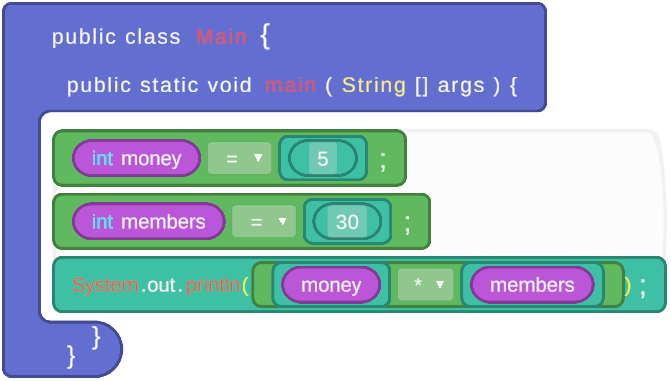 public class Main {
public static void main ( String [] args ) {
int money = ▼ 5 ;
int members = ▼ 30 ;
System.out.println( money * ▼ members ) ;
}
}